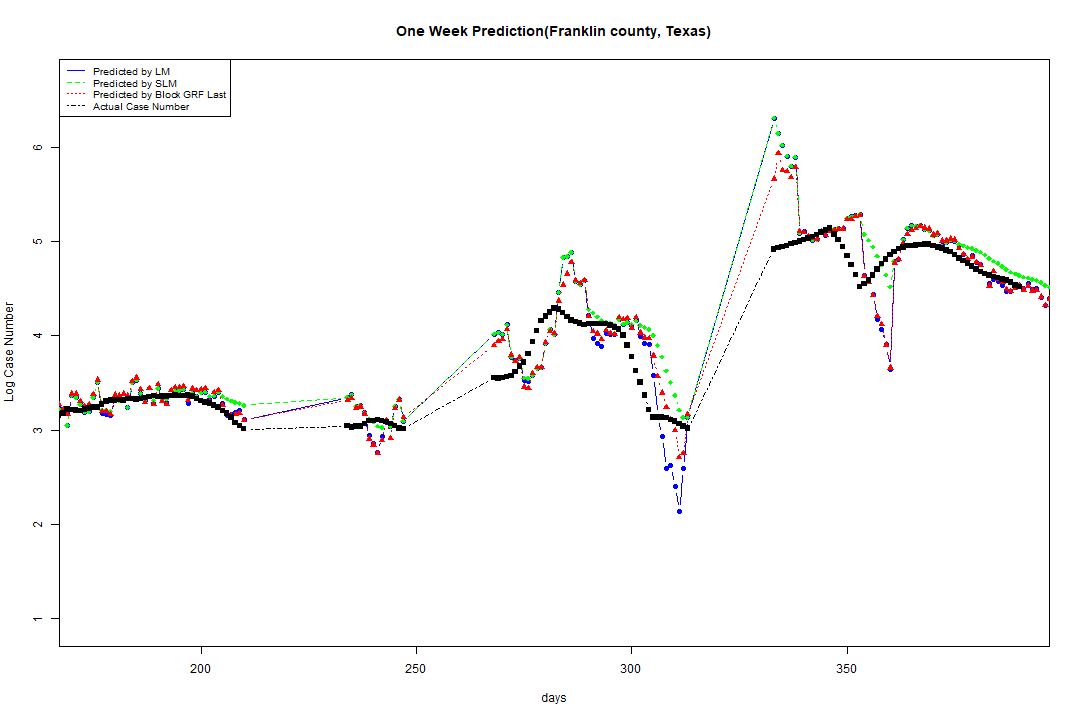 One Week Prediction(Franklin county, Texas)
Predicted by LM
Predicted by SLM
Predicted by Block GRF Last
Actual Case Number
Log Case Number
6
5
4
3
2
1
200
250
300
350
days